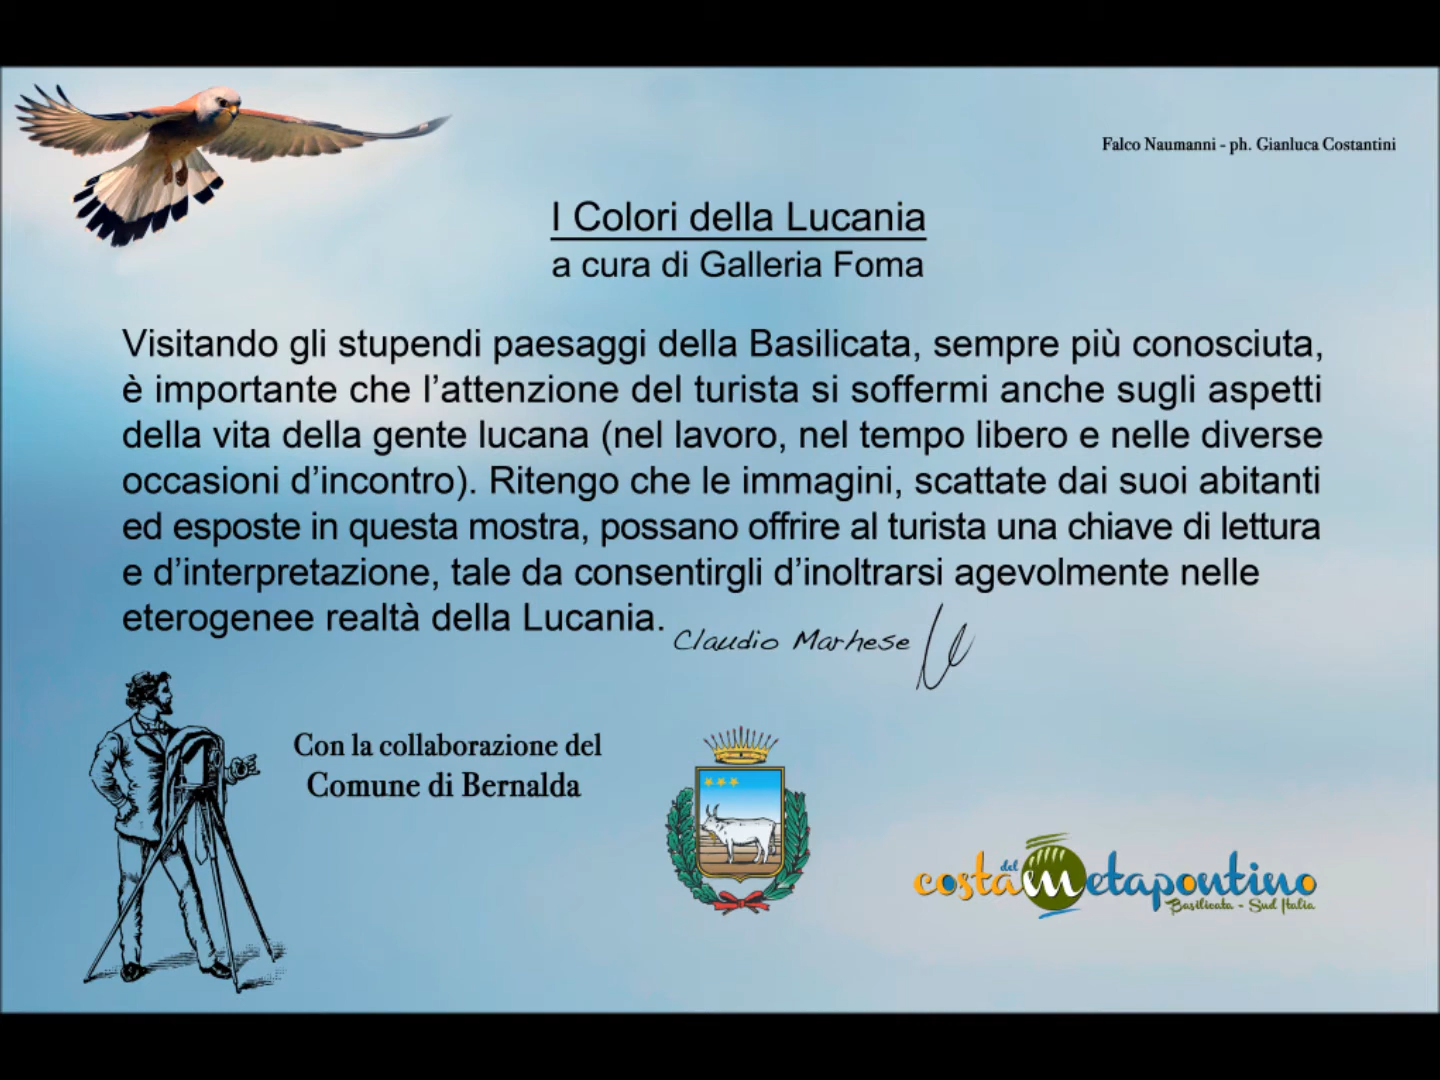 Falco Naumanni - ph. Gianluca Costantini
I Colori della Lucania
a cura di Galleria Foma
Visitando gli stupendi paesaggi della Basilicata, sempre più conosciuta,
è importante che l’attenzione del turista si soffermi anche sugli aspetti
della vita della gente lucana (nel lavoro, nel tempo libero e nelle diverse
occasioni d’incontro). Ritengo che le immagini, scattate dai suoi abitanti
ed esposte in questa mostra, possano offrire al turista una chiave di lettura
e d’interpretazione, tale da consentirgli d’inoltrarsi agevolmente nelle
eterogenee realtà della Lucania.
Claudio Marhese
Con la collaborazione del
Comune di Bernalda
costa del Metapontino
Basilicata - Sud Italia